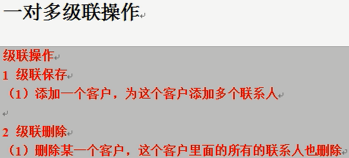 一对多级联操作
级联操作
1 级联保存
（1）添加一个客户，为这个客户添加多个联系人
2 级联删除
（1）删除某一个客户，这个客户里面的所有的联系人也删除